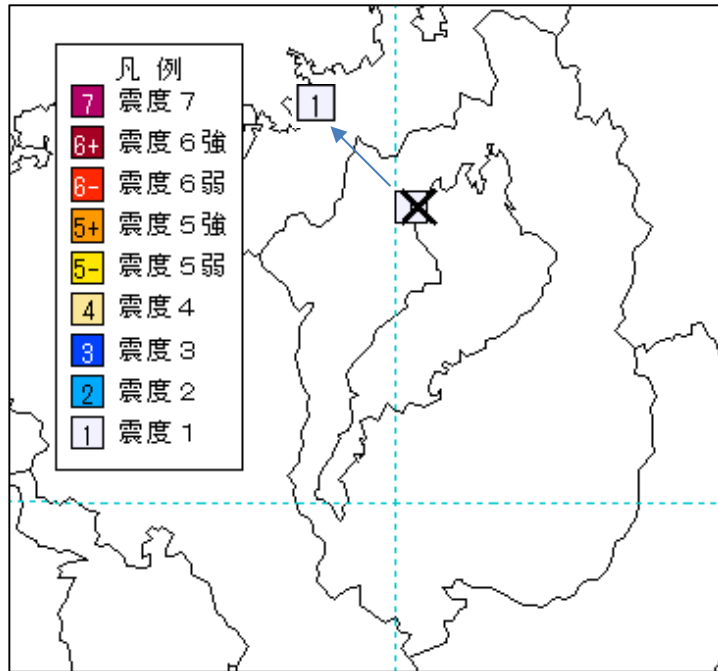 凡 例
7 震度７
6+ 震度６強
6- 震度６弱
5+ 震度５強
5- 震度５弱
4 震度４
3 震度３
2 震度２
1 震度１
1